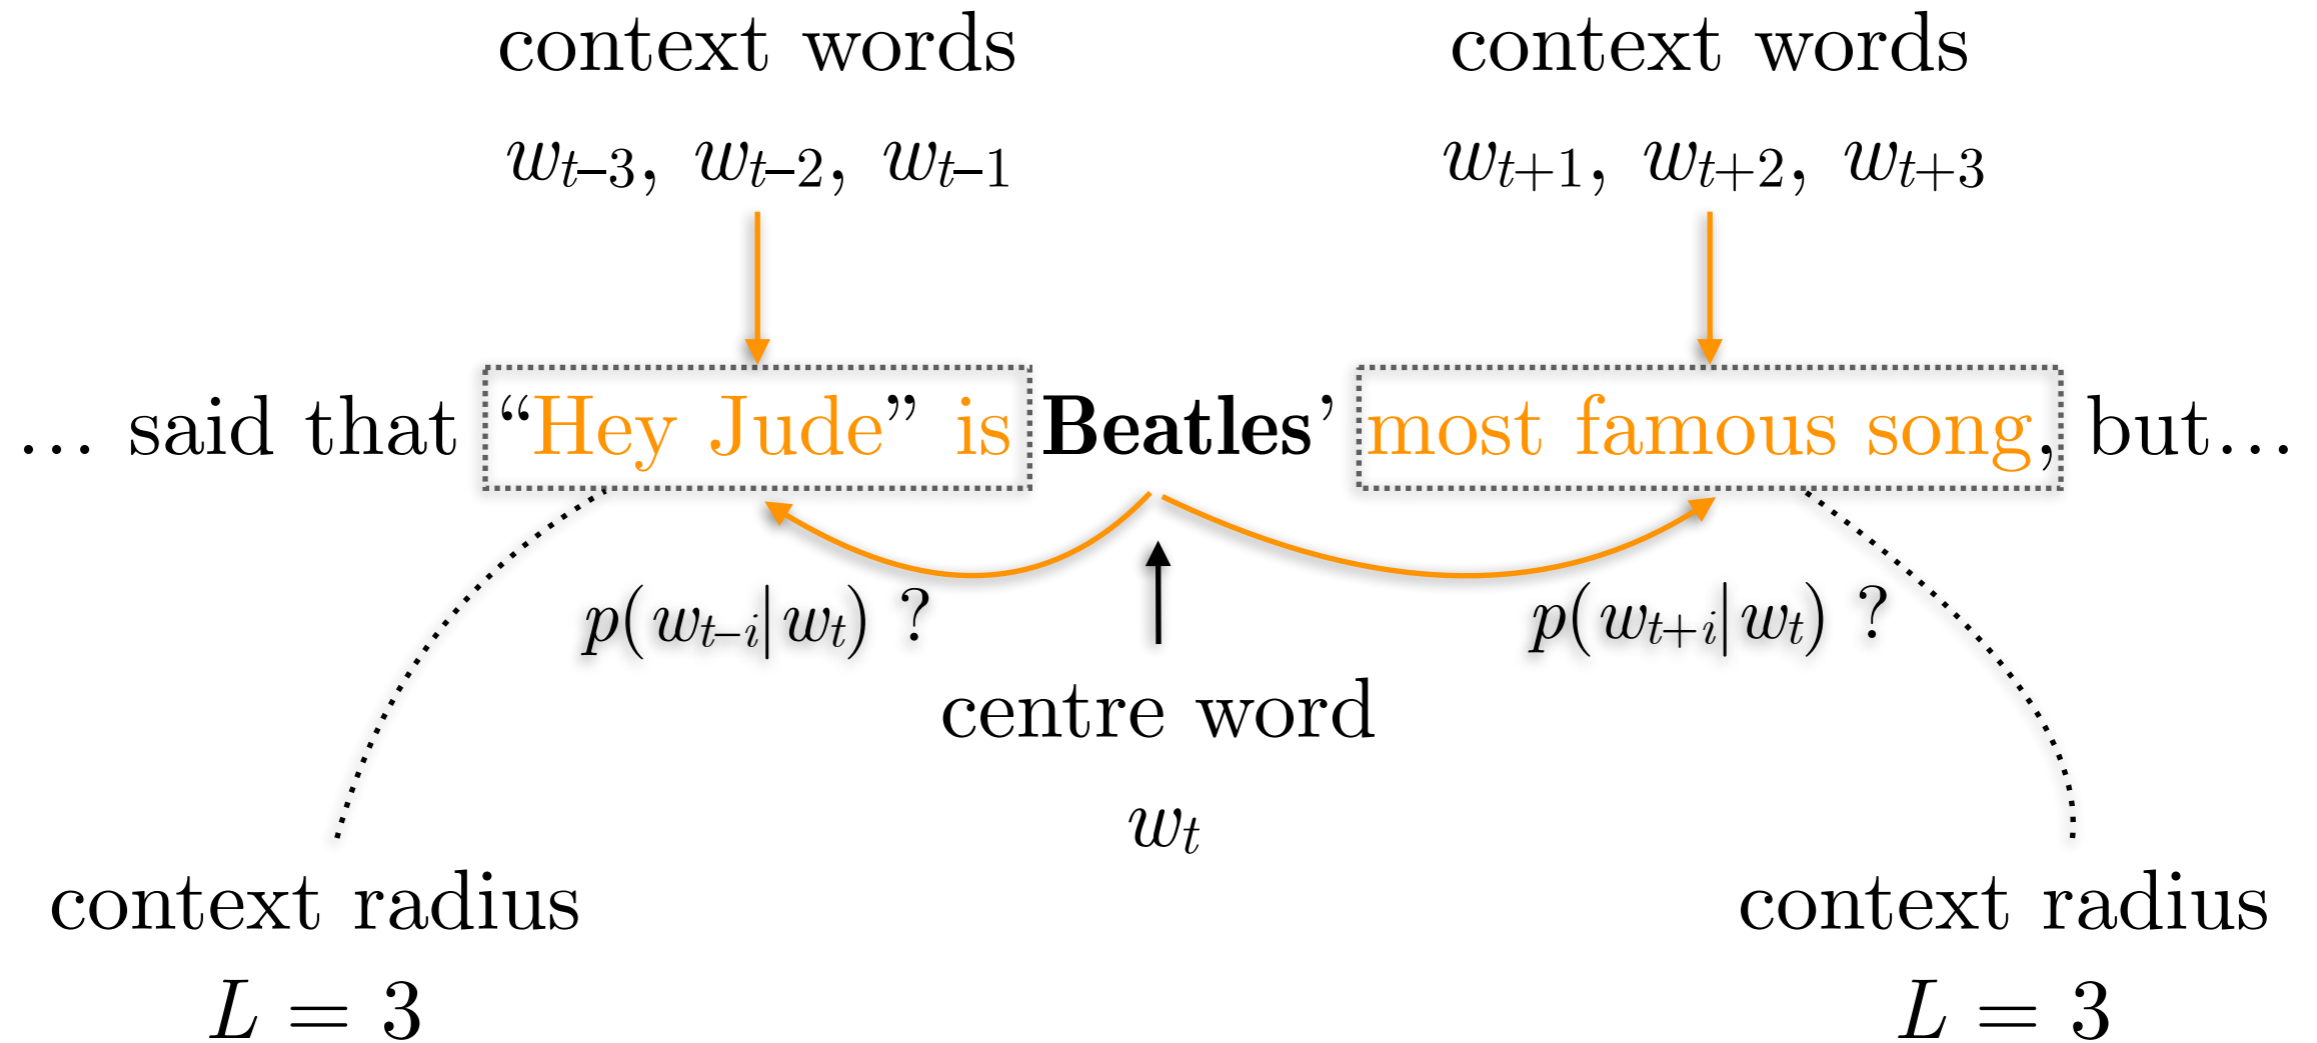 context words context words
w_{t–3}, w_{t–2}, w_{t–1} w_{t+1}, w_{t+2}, w_{t+3}
… said that “Hey Jude” is Beatles’ most famous song, but…
p(w_{t–i}|w_t) ? p(w_{t+i}|w_t) ?
centre word
w_t
context radius context radius
L = 3 L = 3